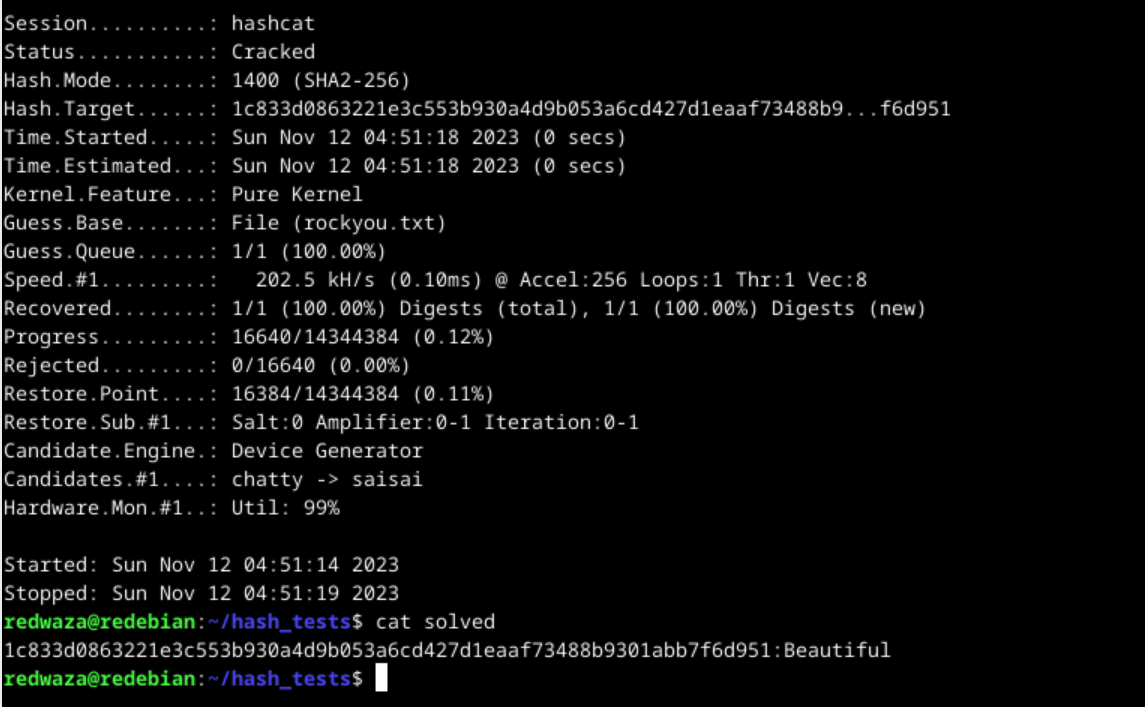 Session..........: hashcat
Status...........: Cracked
Hash.Mode........: 1400 (SHA2-256)
Hash.Target......: 1c833d0863221e3c553b930a4d9b053a6cd427d1eaaf73488b9...f6d951
Time.Started.....: Sun Nov 12 04:51:18 2023 (0 secs)
Time.Estimated...: Sun Nov 12 04:51:18 2023 (0 secs)
Kernel.Feature...: Pure Kernel
Guess.Base.......: File (rockyou.txt)
Guess.Queue......: 1/1 (100.00%)
Speed.#1.........:   202.5 kH/s (0.10ms) @ Accel:256 Loops:1 Thr:1 Vec:8
Recovered........: 1/1 (100.00%) Digests (total), 1/1 (100.00%) Digests (new)
Progress.........: 16640/14344384 (0.12%)
Rejected.........: 0/16640 (0.00%)
Restore.Point....: 16384/14344384 (0.11%)
Restore.Sub.#1...: Salt:0 Amplifier:0-1 Iteration:0-1
Candidate.Engine.: Device Generator
Candidates.#1....: chatty -> saisai
Hardware.Mon.#1..: Util: 99%
Started: Sun Nov 12 04:51:14 2023
Stopped: Sun Nov 12 04:51:19 2023
redwaza@redebian:~/hash_tests$ cat solved
1c833d0863221e3c553b930a4d9b053a6cd427d1eaaf73488b9301abb7f6d951:Beautiful
redwaza@redebian:~/hash_tests$